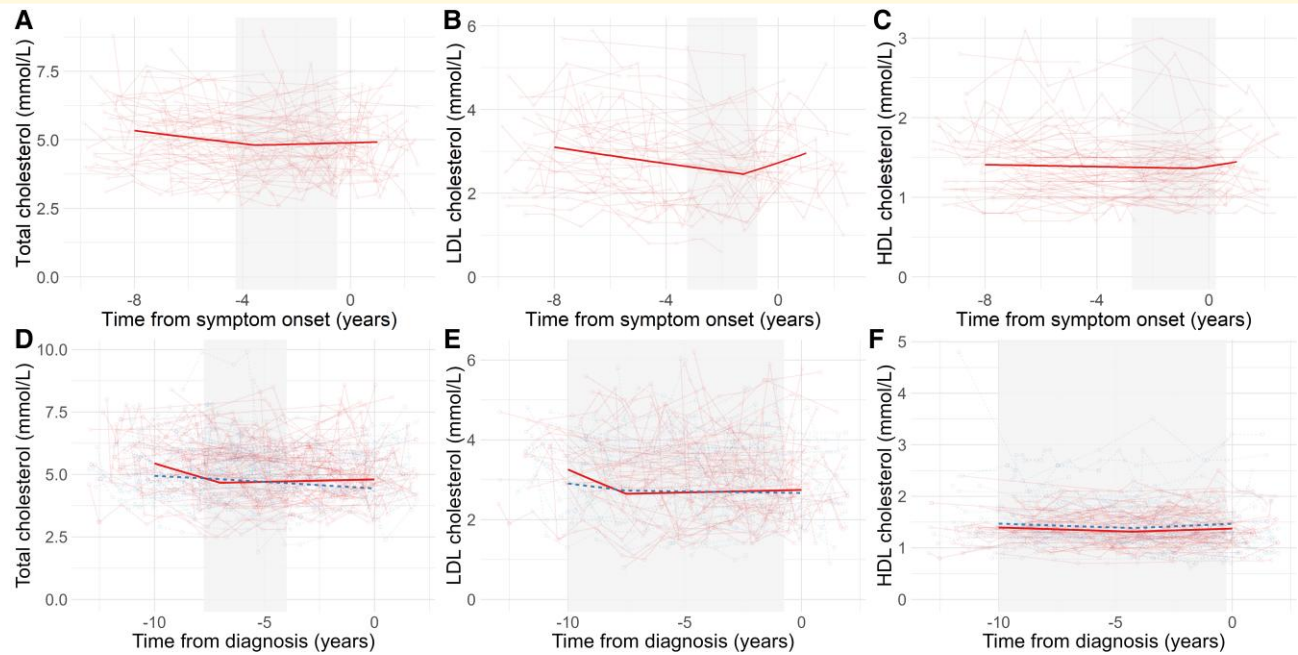 A
Total cholesterol (mmol/L)
7.5
5.0
2.5
0.0
-8
-4
0
Time from symptom onset (years)
B
LDL cholesterol (mmol/L)
6
4
2
0
-8
-4
0
Time from symptom onset (years)
C
HDL cholesterol (mmol/L)
3
2
1
0
-8
-4
0
Time from symptom onset (years)
D
Total cholesterol (mmol/L)
10.0
7.5
5.0
2.5
0.0
-10
-5
0
Time from diagnosis (years)
E
LDL cholesterol (mmol/L)
6
4
2
0
-10
-5
0
Time from diagnosis (years)
F
HDL cholesterol (mmol/L)
5
4
3
2
1
0
-10
-5
0
Time from diagnosis (years)